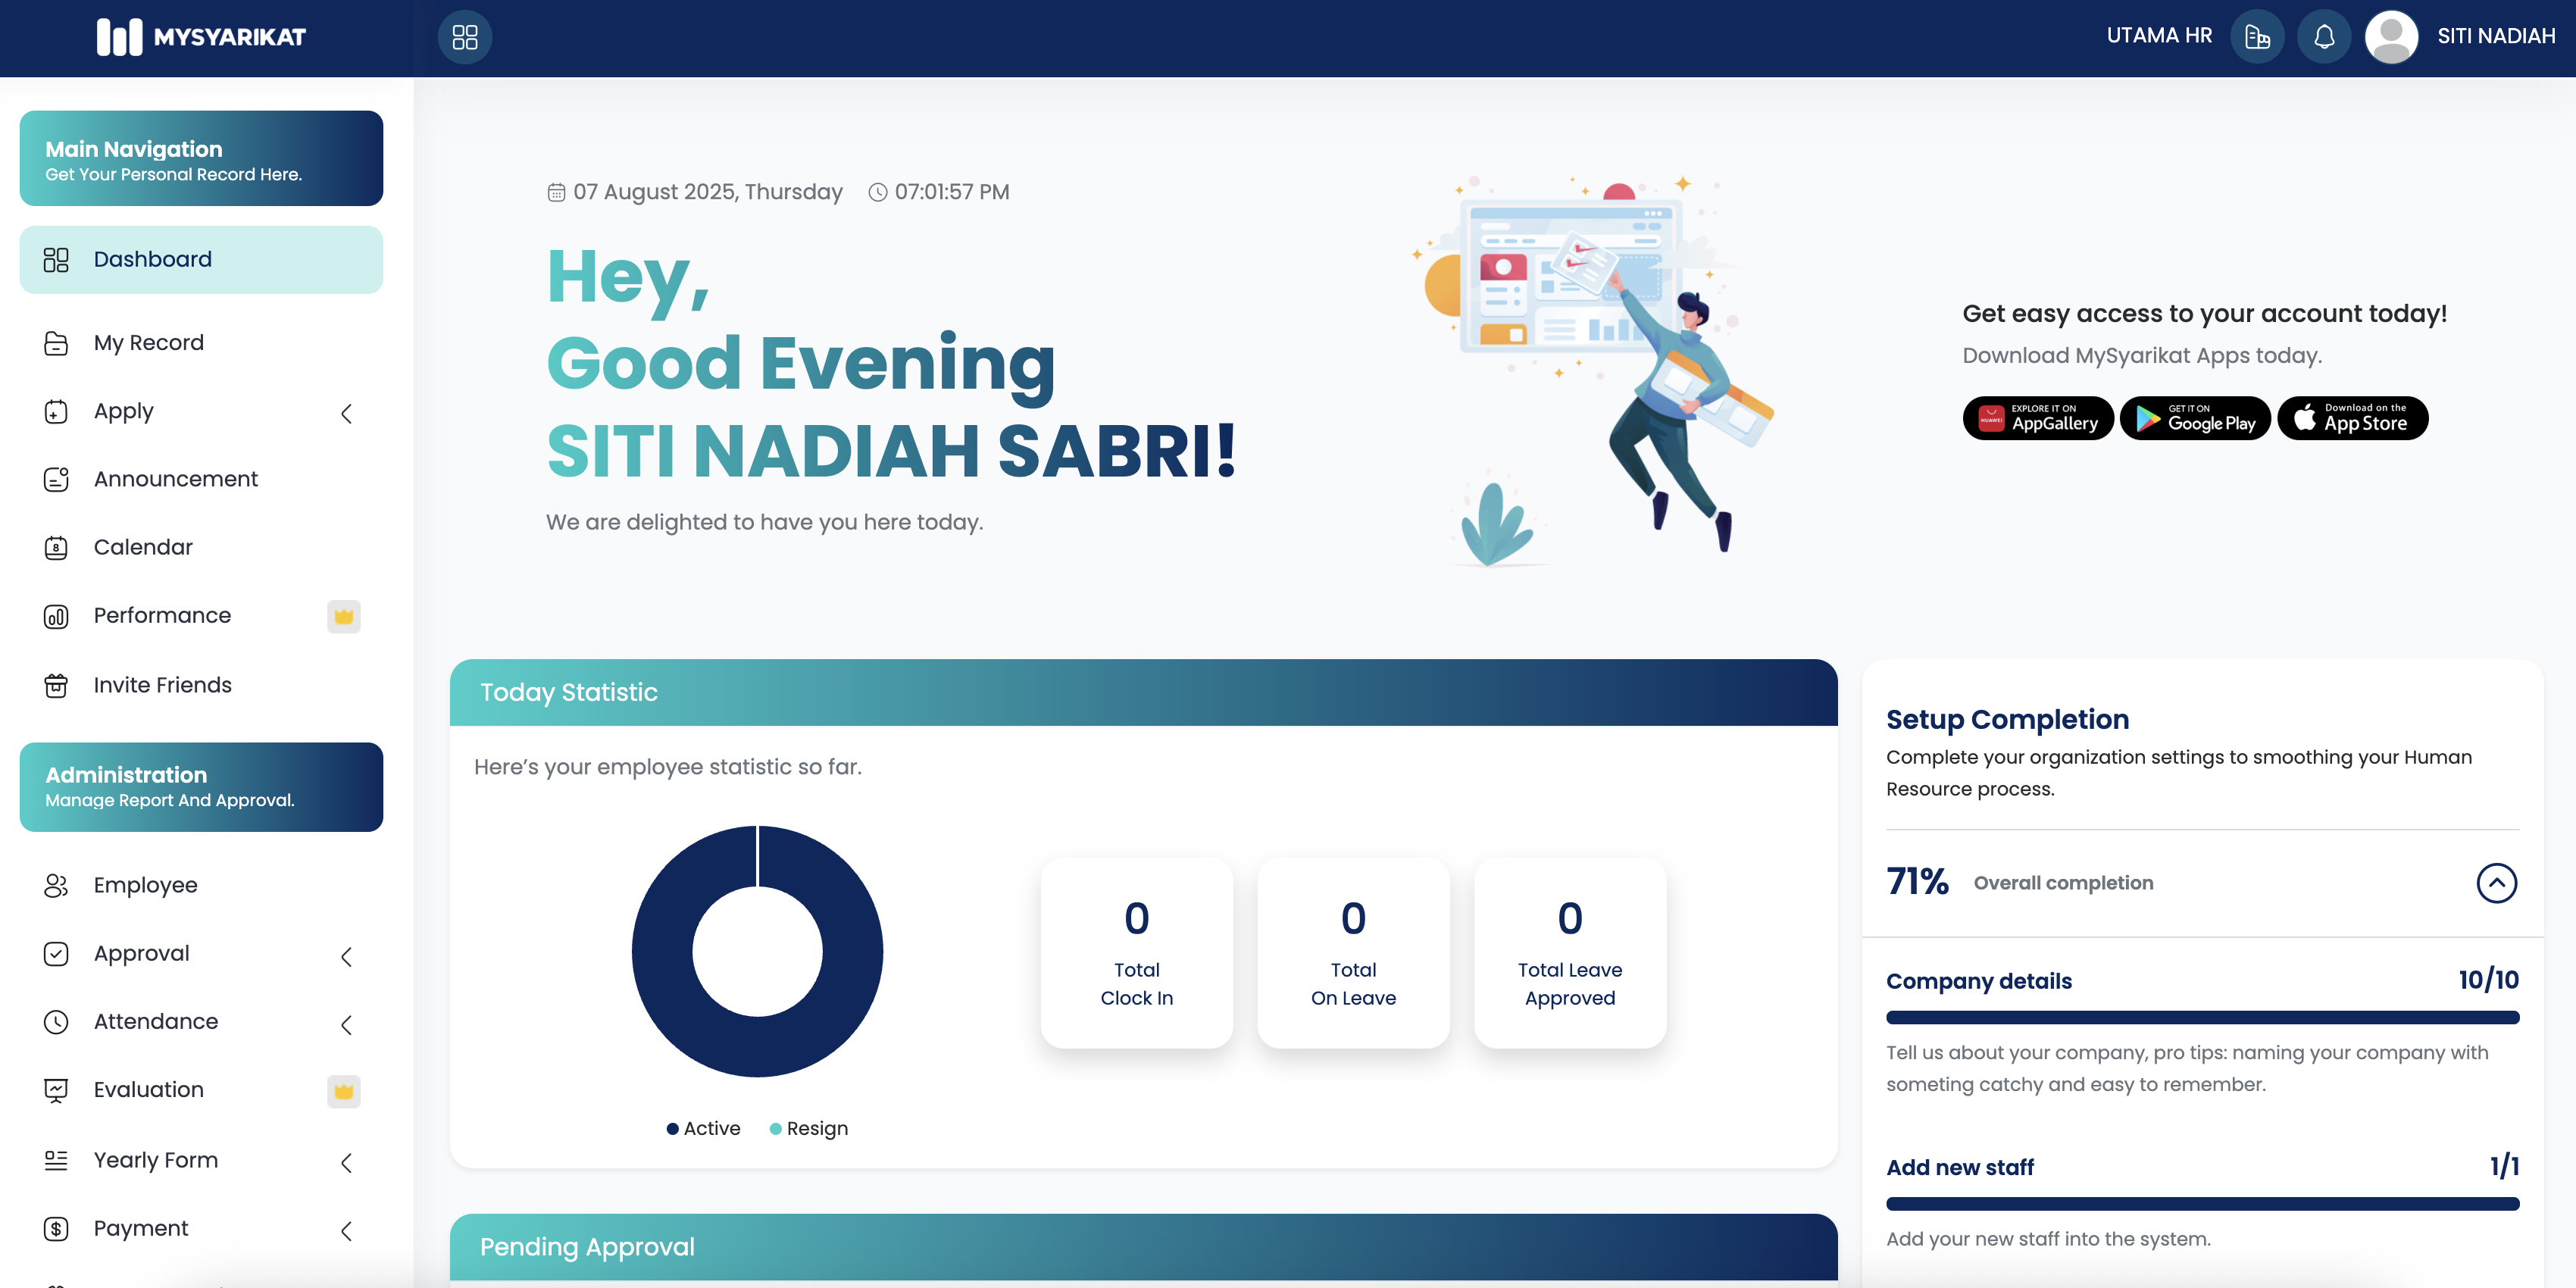 MYSYARIKAT
UTAMA HR
SITI NADIAH
Main Navigation
Get Your Personal Record Here.
Dashboard
My Record
Apply
Announcement
Calendar
8
Performance
Invite Friends
Administration
Manage Report And Approval.
Employee
Approval
Attendance
Evaluation
Yearly Form
Payment
07 August 2025, Thursday
07:01:57 PM
Hey,
Good Evening
SITI NADIAH SABRI!
We are delighted to have you here today.
Get easy access to your account today!
Download MySyarikat Apps today.
HUAWEI
EXPLORE IT ON
AppGallery
GET IT ON
Google Play
Download on the
App Store
Today Statistic
Here's your employee statistic so far.
Active
Resign
0
Total
Clock In
0
Total
On Leave
0
Total Leave
Approved
Pending Approval
Setup Completion
Complete your organization settings to smoothing your Human
Resource process.
71%
Overall completion
Company details
10/10
Tell us about your company, pro tips: naming your company with
someting catchy and easy to remember.
Add new staff
1/1
Add your new staff into the system.